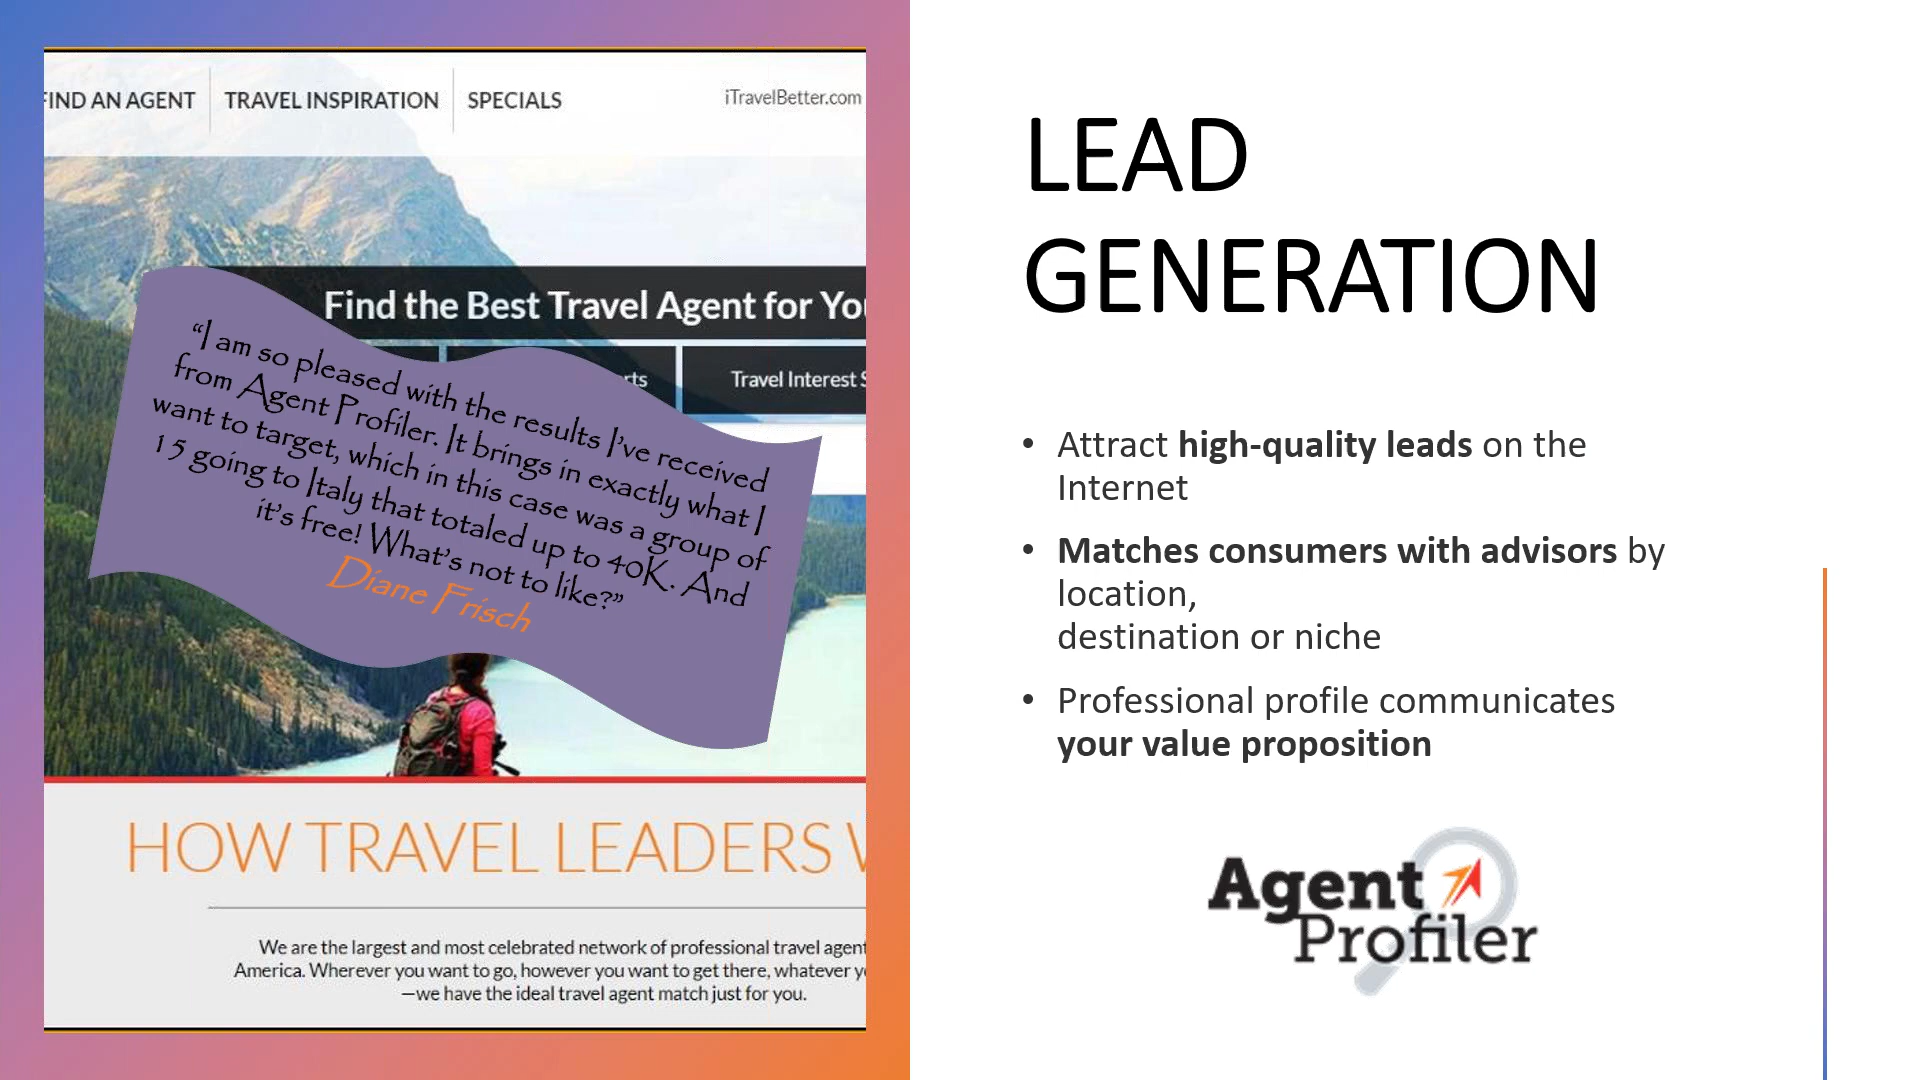 FIND AN AGENT
TRAVEL INSPIRATION
SPECIALS
iTravelBetter.com
Find the Best Travel Agent for
Travel Interest
“I am so pleased with the results I’ve received
from Agent Profiler. It brings in exactly what I
want to target, which in this case was a group of
15 going to Italy that totaled up to 40K. And
it’s free! What’s not to like?”
Diane Frisch
HOW TRAVEL LEADERS
We are the largest and most celebrated network of professional travel
America. Wherever you want to go, however you want to get there, whatever
—we have the ideal travel agent match just for you.
LEAD
GENERATION
• Attract high-quality leads on the
Internet
• Matches consumers with advisors by
location,
destination or niche
• Professional profile communicates
your value proposition
Agent
Profiler